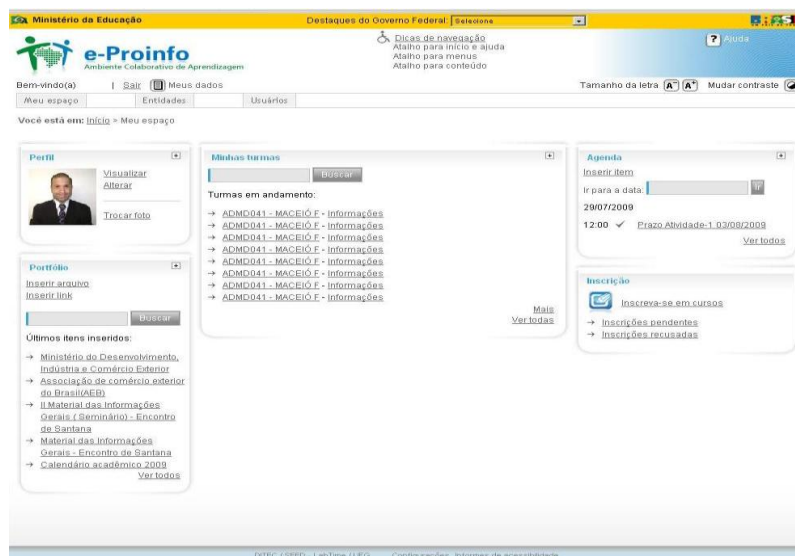 Ministério da Educação
Destaques do Governo Federal: Selecione
e-Proinfo
Ambiente Colaborativo de Aprendizagem
Dicas de navegação
Atalho para início e ajuda
Atalho para menus
Atalho para conteúdo
? Ajuda
Bem-vindo(a) | Sair Meus dados
Tamanho da letra A- A+ Mudar contraste
Meu espaço Entidades Usuários
Você está em: Início > Meu espaço
Perfil
Visualizar
Alterar
Trocar foto
Portfólio
Inserir arquivo
Inserir link
Buscar
Últimos itens inseridos:
Ministério do Desenvolvimento,
Indústria e Comércio Exterior
Associação de comércio exterior
do Brasil(AEB)
II Material das Informações
Gerais ( Seminário) - Encontro
de Santana
Material das Informações
Gerais - Encontro de Santana
Calendário acadêmico 2009
Ver todos
Minhas turmas
Buscar
Turmas em andamento:
ADMD041 - MACEIÓ F - Informações
ADMD041 - MACEIÓ F - Informações
ADMD041 - MACEIÓ F - Informações
ADMD041 - MACEIÓ F - Informações
ADMD041 - MACEIÓ F - Informações
ADMD041 - MACEIÓ F - Informações
ADMD041 - MACEIÓ F - Informações
ADMD041 - MACEIÓ F - Informações
Mais
Ver todas
Agenda
Inserir item
Ir para a data: Ir
29/07/2009
12:00 Prazo Atividade-1 03/08/2009
Ver todos
Inscrição
Inscreva-se em cursos
Inscrições pendentes
Inscrições recusadas
Configurações Informes de acessibilidade